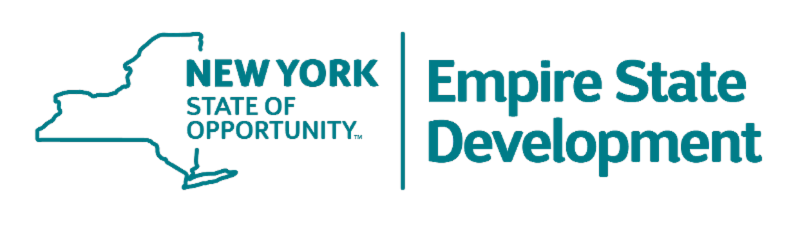 NEW YORK
STATE OF
OPPORTUNITY™
Empire State
Development